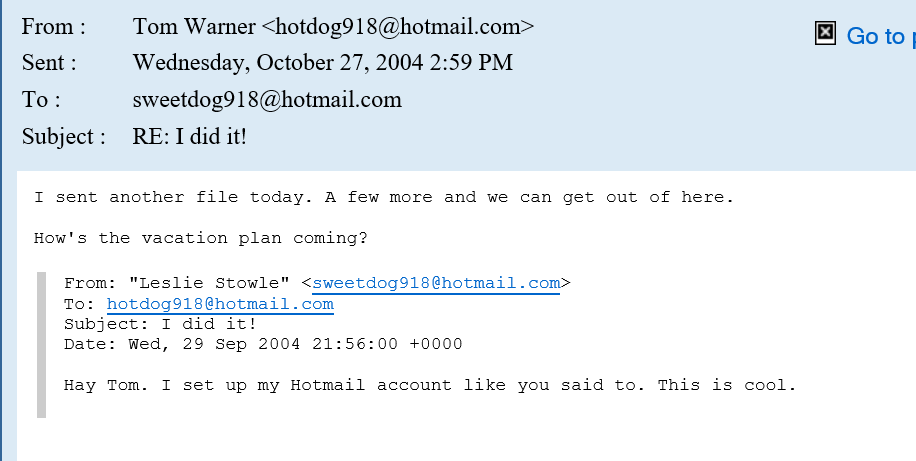 From : Tom Warner <hotdog918@hotmail.com>
Go to
Sent : Wednesday, October 27, 2004 2:59 PM
To : sweetdog918@hotmail.com
Subject : RE: I did it!
I sent another file today. A few more and we can get out of here.
How's the vacation plan coming?
From: "Leslie Stowle" <sweetdog918@hotmail.com>
To: hotdog918@hotmail.com
Subject: I did it!
Date: Wed, 29 Sep 2004 21:56:00 +0000
Hay Tom. I set up my Hotmail account like you said to. This is cool.